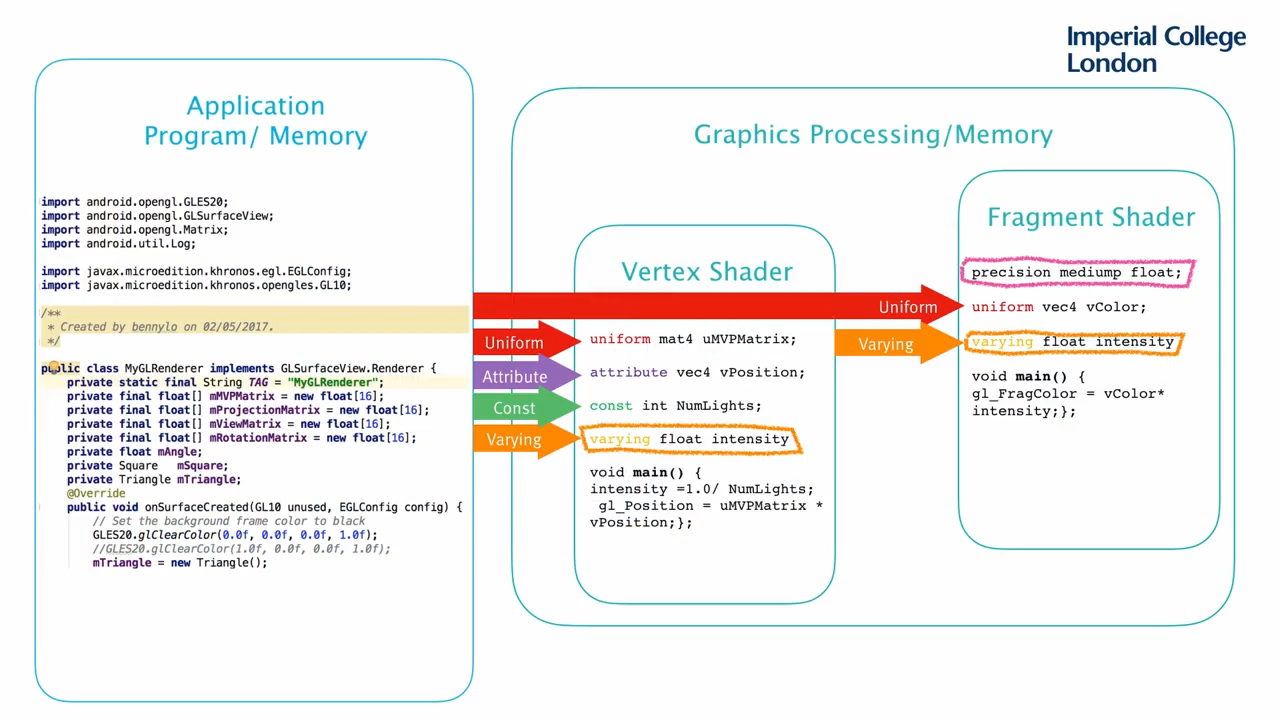 Imperial College
London
Application
Program/ Memory
import android.opengl.GLES20;
import android.opengl.GLSurfaceView;
import android.opengl.Matrix;
import android.util.Log;
import javax.microedition.khronos.egl.EGLConfig;
import javax.microedition.khronos.opengles.GL10;
/**
* Created by bennylo on 02/05/2017.
*/
public class MyGLRenderer implements GLSurfaceView.Renderer {
private static final String TAG = "MyGLRenderer";
private final float[] mMVPMatrix = new float[16];
private final float[] mProjectionMatrix = new float[16];
private final float[] mViewMatrix = new float[16];
private final float[] mRotationMatrix = new float[16];
private float mAngle;
private Square mSquare;
private Triangle mTriangle;
@Override
public void onSurfaceCreated(GL10 unused, EGLConfig config) {
// Set the background frame color to black
GLES20.glClearColor(0.0f, 0.0f, 0.0f, 1.0f);
//GLES20.glClearColor(1.0f, 0.0f, 0.0f, 1.0f);
mTriangle = new Triangle();
Graphics Processing/Memory
Uniform
Uniform
Attribute
Const
Varying
Vertex Shader
uniform mat4 uMVPMatrix;
attribute vec4 vPosition;
const int NumLights;
varying float intensity
void main() {
intensity =1.0/ NumLights;
gl_Position = uMVPMatrix *
vPosition;};
Varying
Fragment Shader
precision mediump float;
uniform vec4 vColor;
varying float intensity
void main() {
gl_FragColor = vColor*
intensity;};